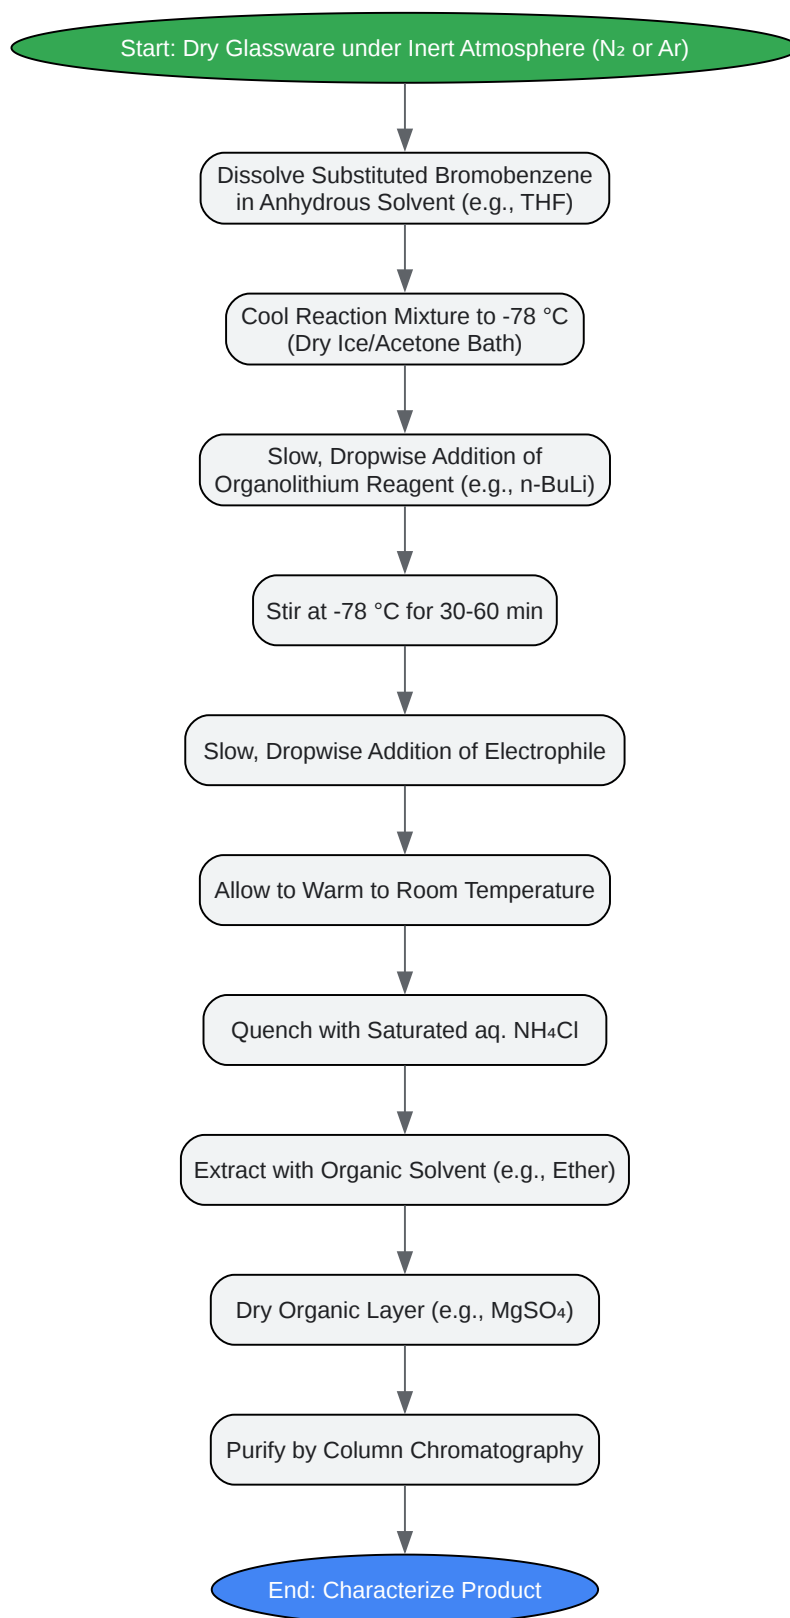 Start: Dry Glassware under Inert Atmosphere (N₂ or Ar)
Dissolve Substituted Bromobenzene
in Anhydrous Solvent (e.g., THF)
Cool Reaction Mixture to -78 °C
(Dry Ice/Acetone Bath)
Slow, Dropwise Addition of
Organolithium Reagent (e.g., n-BuLi)
Stir at -78 °C for 30-60 min
Slow, Dropwise Addition of Electrophile
Allow to Warm to Room Temperature
Quench with Saturated aq. NH₄Cl
Extract with Organic Solvent (e.g., Ether)
Dry Organic Layer (e.g., MgSO₄)
Purify by Column Chromatography
End: Characterize Product